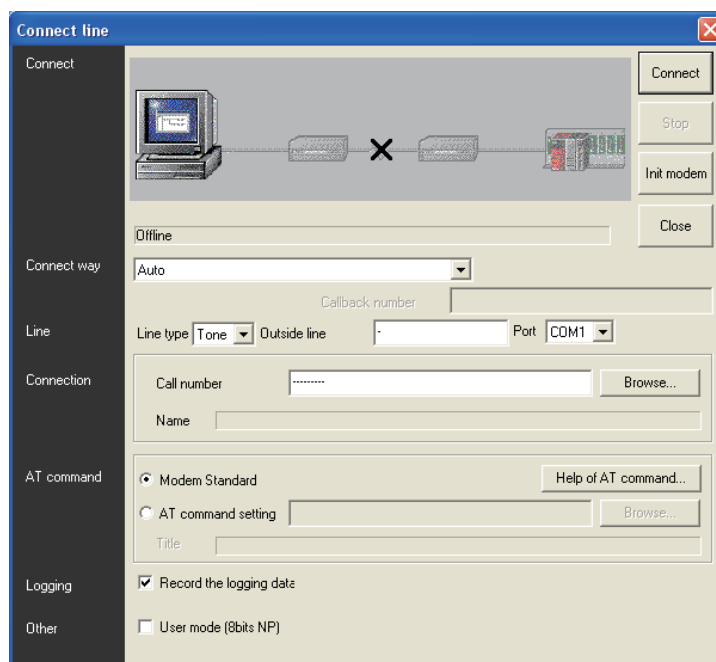 Connect line
Connect
Connect
Stop
Init modem
Close
Offline
Connect way
Auto
Callback number
Line
Line type
Tone
Outside line
-
Port
COM1
Connection
Call number
---------
Browse...
Name
AT command
Modem Standard
Help of AT command...
AT command setting
Browse...
Title
Logging
Record the logging data
Other
User mode (8bits NP)